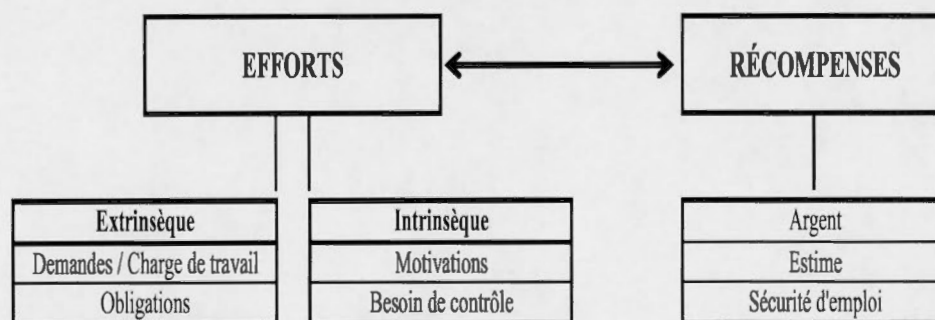 EFFORTS
RÉCOMPENSES
Extrinsèque
Demandes / Charge de travail
Obligations
Intrinsèque
Motivations
Besoin de contrôle
Argent
Estime
Sécurité d'emploi